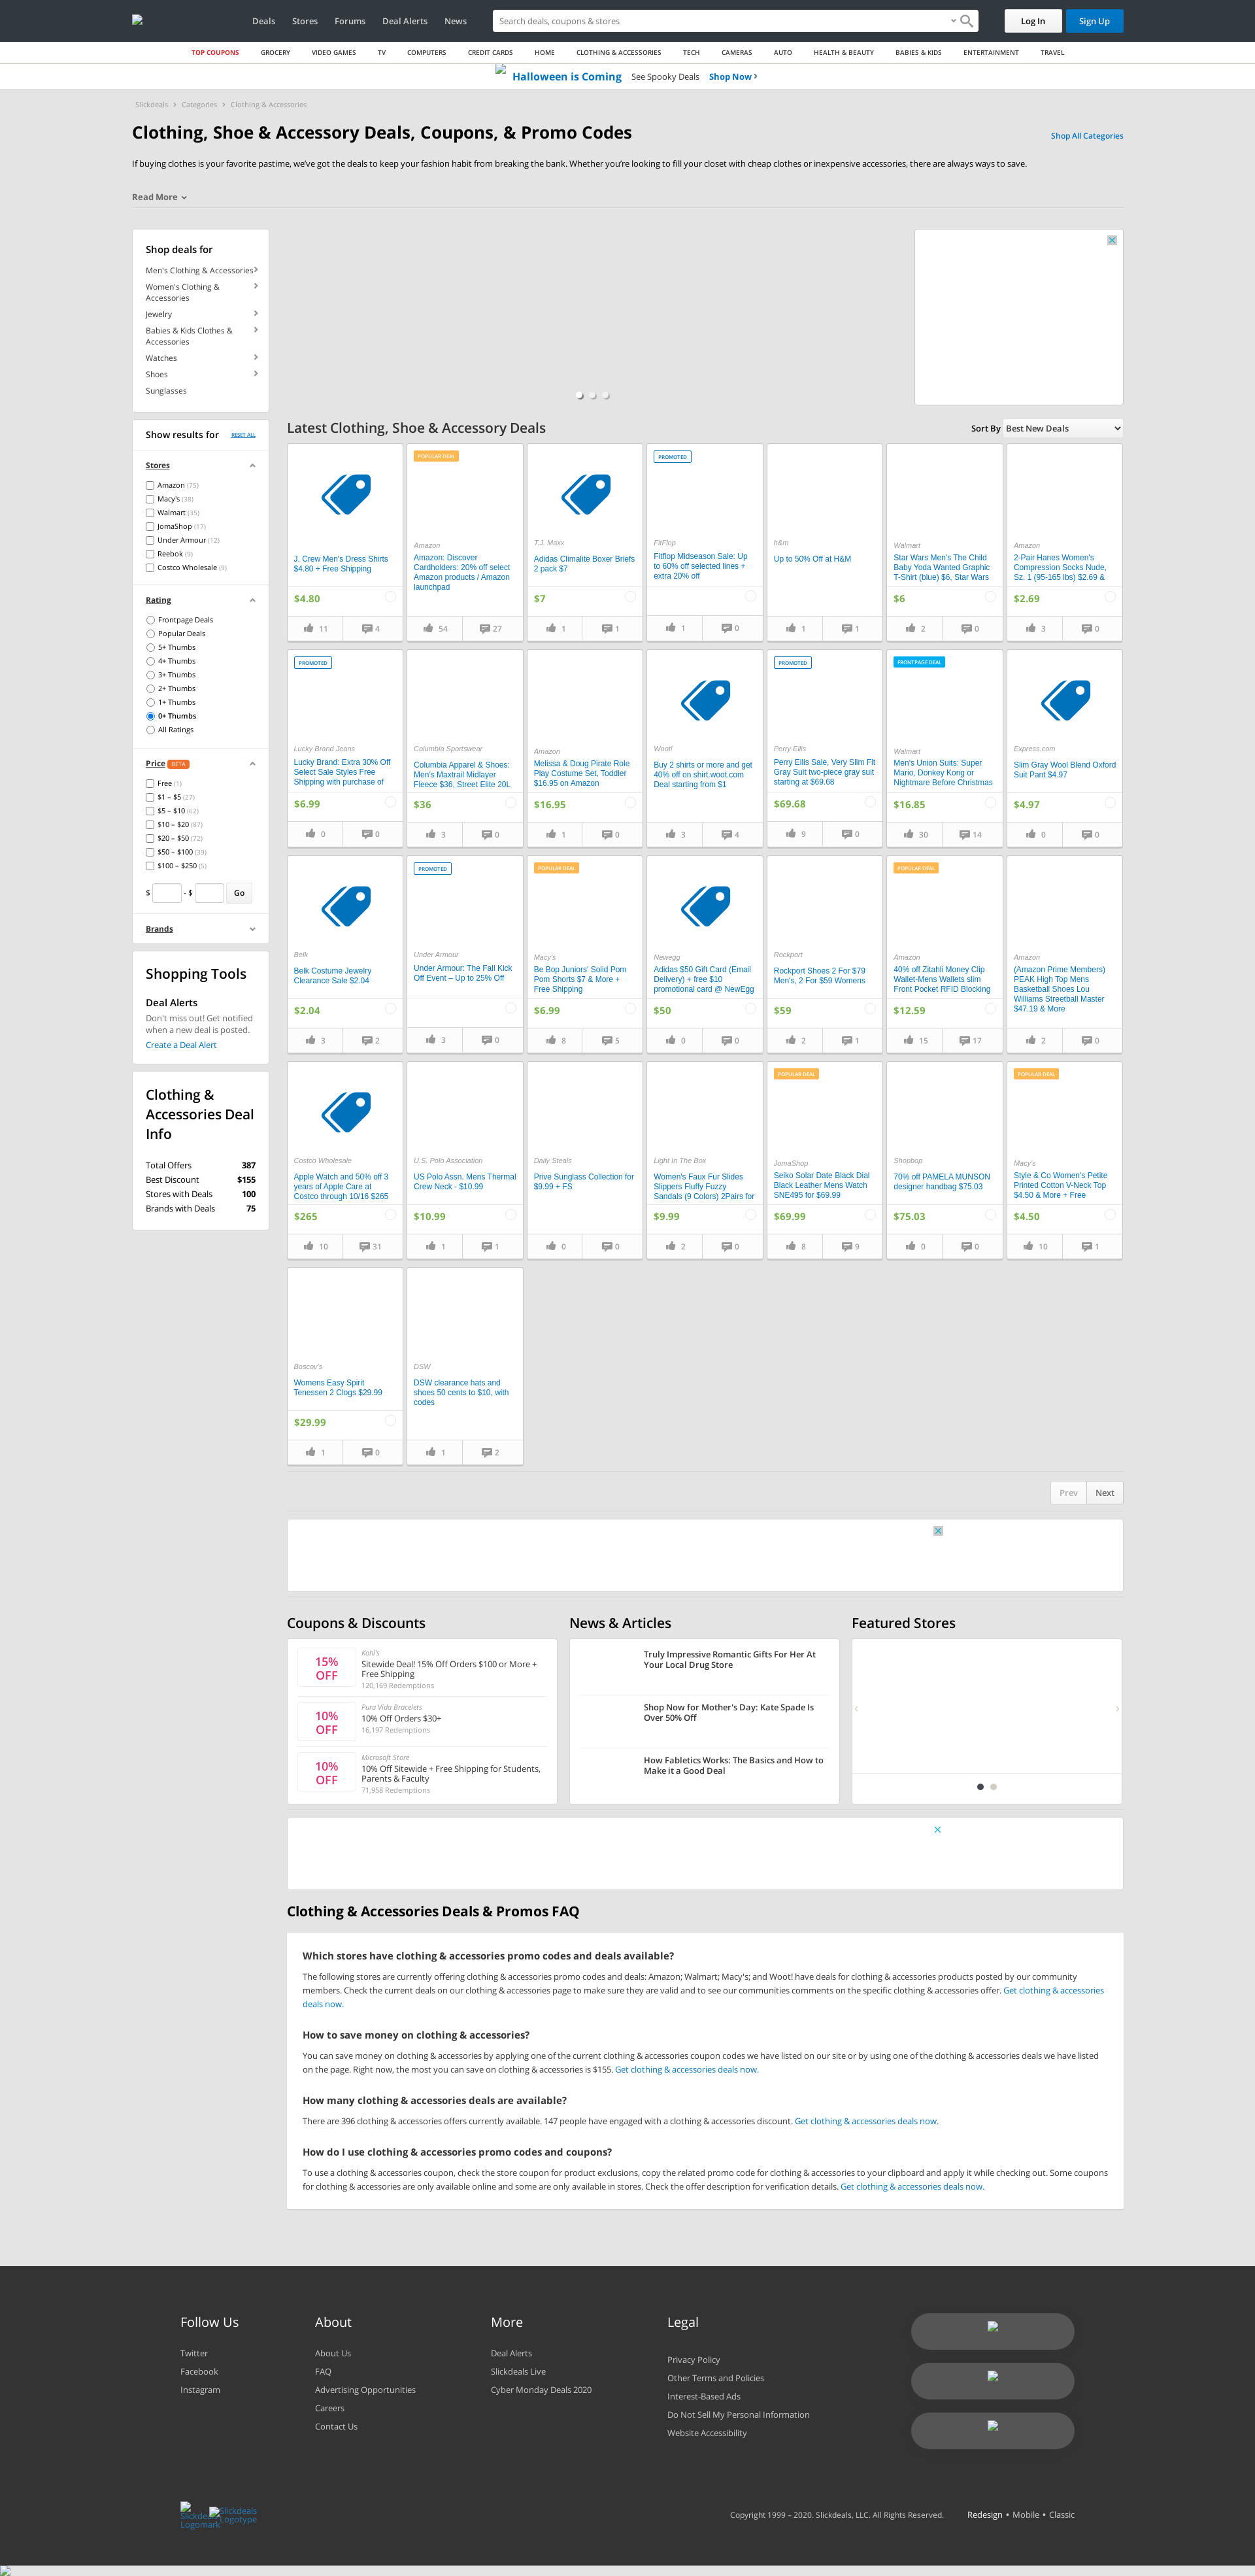 Deals Stores Forums Deal Alerts News
Search deals, coupons & stores
Log In Sign Up
TOP COUPONS GROCERY VIDEO GAMES TV COMPUTERS CREDIT CARDS HOME CLOTHING & ACCESSORIES TECH CAMERAS AUTO HEALTH & BEAUTY BABIES & KIDS ENTERTAINMENT TRAVEL
Halloween is Coming See Spooky Deals Shop Now
Slickdeals › Categories › Clothing & Accessories
Clothing, Shoe & Accessory Deals, Coupons, & Promo Codes
Shop All Categories
If buying clothes is your favorite pastime, we've got the deals to keep your fashion habit from breaking the bank. Whether you're looking to fill your closet with cheap clothes or inexpensive accessories, there are always ways to save.
Read More
Shop deals for
Men's Clothing & Accessories
Women's Clothing &
Accessories
Jewelry
Babies & Kids Clothes &
Accessories
Watches
Shoes
Sunglasses
Show results for RESET ALL
Stores
Amazon (75)
Macy's (38)
Walmart (35)
JomaShop (17)
Under Armour (12)
Reebok (9)
Costco Wholesale (9)
Rating
Frontpage Deals
Popular Deals
5+ Thumbs
4+ Thumbs
3+ Thumbs
2+ Thumbs
1+ Thumbs
0+ Thumbs
All Ratings
Price BETA
Free (1)
$1 – $5 (27)
$5 – $10 (62)
$10 – $20 (87)
$20 – $50 (72)
$50 – $100 (39)
$100 – $250 (5)
$ - $ Go
Brands
Shopping Tools
Deal Alerts
Don't miss out! Get notified
when a new deal is posted.
Create a Deal Alert
Clothing &
Accessories Deal
Info
Total Offers 387
Best Discount $155
Stores with Deals 100
Brands with Deals 75
Latest Clothing, Shoe & Accessory Deals
Sort By Best New Deals
J. Crew Men's Dress Shirts
$4.80 + Free Shipping
$4.80
11 4
POPULAR DEAL
Amazon
Amazon: Discover
Cardholders: 20% off select
Amazon products / Amazon
launchpad
54 27
T.J. Maxx
Adidas Climalite Boxer Briefs
2 pack $7
$7
1 1
PROMOTED
FitFlop
Fitflop Midseason Sale: Up
to 60% off selected lines +
extra 20% off
1 0
h&m
Up to 50% Off at H&M
1 1
Walmart
Star Wars Men's The Child
Baby Yoda Wanted Graphic
T-Shirt (blue) $6, Star Wars
$6
2 0
Amazon
2-Pair Hanes Women's
Compression Socks Nude,
Sz. 1 (95-165 lbs) $2.69 &
$2.69
3 0
PROMOTED
Lucky Brand Jeans
Lucky Brand: Extra 30% Off
Select Sale Styles Free
Shipping with purchase of
$6.99
0 0
Columbia Sportswear
Columbia Apparel & Shoes:
Men's Maxtrail Midlayer
Fleece $36, Street Elite 20L
$36
3 0
Amazon
Melissa & Doug Pirate Role
Play Costume Set, Toddler
$16.95 on Amazon
$16.95
1 0
Woot!
Buy 2 shirts or more and get
40% off on shirt.woot.com
Deal starting from $1
3 4
PROMOTED
Perry Ellis
Perry Ellis Sale, Very Slim Fit
Gray Suit two-piece gray suit
starting at $69.68
$69.68
9 0
FRONTPAGE DEAL
Walmart
Men's Union Suits: Super
Mario, Donkey Kong or
Nightmare Before Christmas
$16.85
30 14
Express.com
Slim Gray Wool Blend Oxford
Suit Pant $4.97
$4.97
0 0
Belk
Belk Costume Jewelry
Clearance Sale $2.04
$2.04
3 2
PROMOTED
Under Armour
Under Armour: The Fall Kick
Off Event – Up to 25% Off
3 0
POPULAR DEAL
Macy's
Be Bop Juniors' Solid Pom
Pom Shorts $7 & More +
Free Shipping
$6.99
8 5
Newegg
Adidas $50 Gift Card (Email
Delivery) + free $10
promotional card @ NewEgg
$50
0 0
Rockport
Rockport Shoes 2 For $79
Men's, 2 For $59 Womens
$59
2 1
POPULAR DEAL
Amazon
40% off Zitahli Money Clip
Wallet-Mens Wallets slim
Front Pocket RFID Blocking
$12.59
15 17
Amazon
(Amazon Prime Members)
PEAK High Top Mens
Basketball Shoes Lou
Williams Streetball Master
$47.19 & More
2 0
Costco Wholesale
Apple Watch and 50% off 3
years of Apple Care at
Costco through 10/16 $265
$265
10 31
U.S. Polo Association
US Polo Assn. Mens Thermal
Crew Neck - $10.99
$10.99
1 1
Daily Steals
Prive Sunglass Collection for
$9.99 + FS
0 0
Light In The Box
Women's Faux Fur Slides
Slippers Fluffy Fuzzy
Sandals (9 Colors) 2Pairs for
$9.99
2 0
POPULAR DEAL
JomaShop
Seiko Solar Date Black Dial
Black Leather Mens Watch
SNE495 for $69.99
$69.99
8 9
Shopbop
70% off PAMELA MUNSON
designer handbag $75.03
$75.03
0 0
POPULAR DEAL
Macy's
Style & Co Women's Petite
Printed Cotton V-Neck Top
$4.50 & More + Free
$4.50
10 1
Boscov's
Womens Easy Spirit
Tenessen 2 Clogs $29.99
$29.99
1 0
DSW
DSW clearance hats and
shoes 50 cents to $10, with
codes
1 2
Prev Next
Coupons & Discounts
15%
OFF
Kohl's
Sitewide Deal! 15% Off Orders $100 or More +
Free Shipping
120,169 Redemptions
10%
OFF
Pura Vida Bracelets
10% Off Orders $30+
16,197 Redemptions
10%
OFF
Microsoft Store
10% Off Sitewide + Free Shipping for Students,
Parents & Faculty
71,958 Redemptions
News & Articles
Truly Impressive Romantic Gifts For Her At
Your Local Drug Store
Shop Now for Mother's Day: Kate Spade Is
Over 50% Off
How Fabletics Works: The Basics and How to
Make it a Good Deal
Featured Stores
Clothing & Accessories Deals & Promos FAQ
Which stores have clothing & accessories promo codes and deals available?
The following stores are currently offering clothing & accessories promo codes and deals: Amazon; Walmart; Macy's; and Woot! have deals for clothing & accessories products posted by our community
members. Check the current deals on our clothing & accessories page to make sure they are valid and to see our communities comments on the specific clothing & accessories offer. Get clothing & accessories
deals now.
How to save money on clothing & accessories?
You can save money on clothing & accessories by applying one of the current clothing & accessories coupon codes we have listed on our site or by using one of the clothing & accessories deals we have listed
on the page. Right now, the most you can save on clothing & accessories is $155. Get clothing & accessories deals now.
How many clothing & accessories deals are available?
There are 396 clothing & accessories offers currently available. 147 people have engaged with a clothing & accessories discount. Get clothing & accessories deals now.
How do I use clothing & accessories promo codes and coupons?
To use a clothing & accessories coupon, check the store coupon for product exclusions, copy the related promo code for clothing & accessories to your clipboard and apply it while checking out. Some coupons
for clothing & accessories are only available online and some are only available in stores. Check the offer description for verification details. Get clothing & accessories deals now.
Follow Us
Twitter
Facebook
Instagram
About
About Us
FAQ
Advertising Opportunities
Careers
Contact Us
More
Deal Alerts
Slickdeals Live
Cyber Monday Deals 2020
Legal
Privacy Policy
Other Terms and Policies
Interest-Based Ads
Do Not Sell My Personal Information
Website Accessibility
Slickdeals
Logomark
Slickdeals
Logotype
Copyright 1999 – 2020. Slickdeals, LLC. All Rights Reserved. Redesign • Mobile • Classic